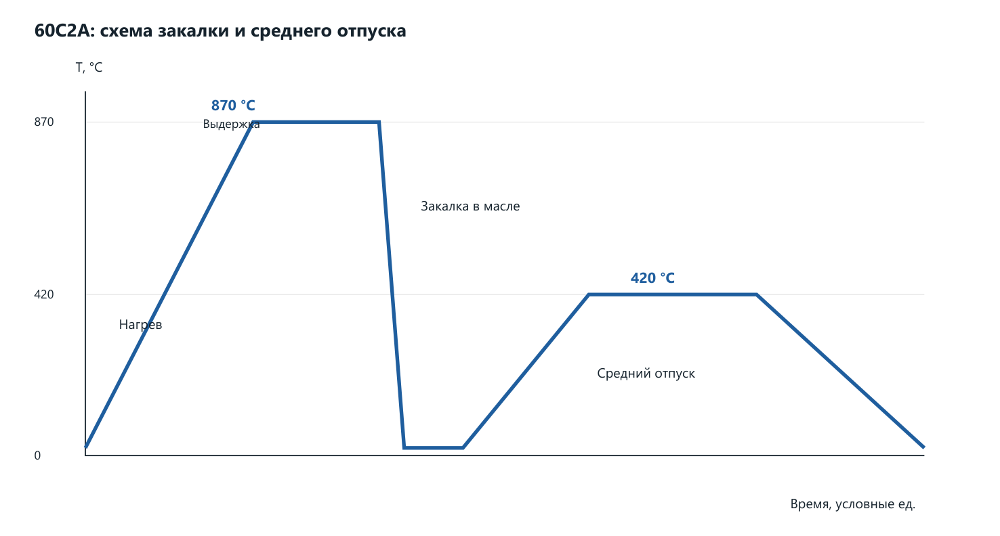 60С2А: схема закалки и среднего отпуска
T, °C
870 °C
870
Выдержка
Закалка в масле
420 °C
420
Нагрев
Средний отпуск
0
Время, условные ед.